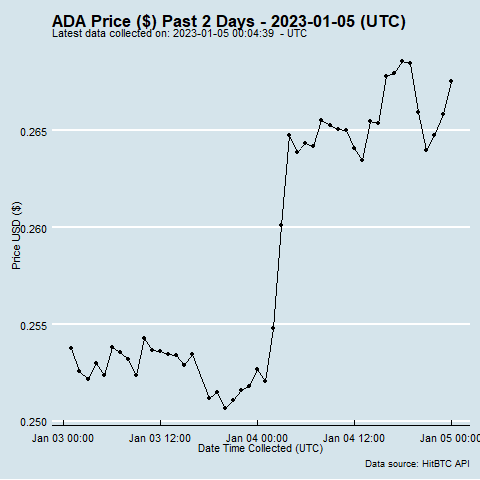 ADA Price ($) Past 2 Days - 2023-01-05 (UTC)
Latest data collected on: 2023-01-05 00:04:39  - UTC
0.265
0.260
0.255
0.250
Price USD ($)
Jan 03 00:00 Jan 03 12:00 Jan 04 00:00 Jan 04 12:00 Jan 05 00:00
Date Time Collected (UTC)
Data source: HitBTC API